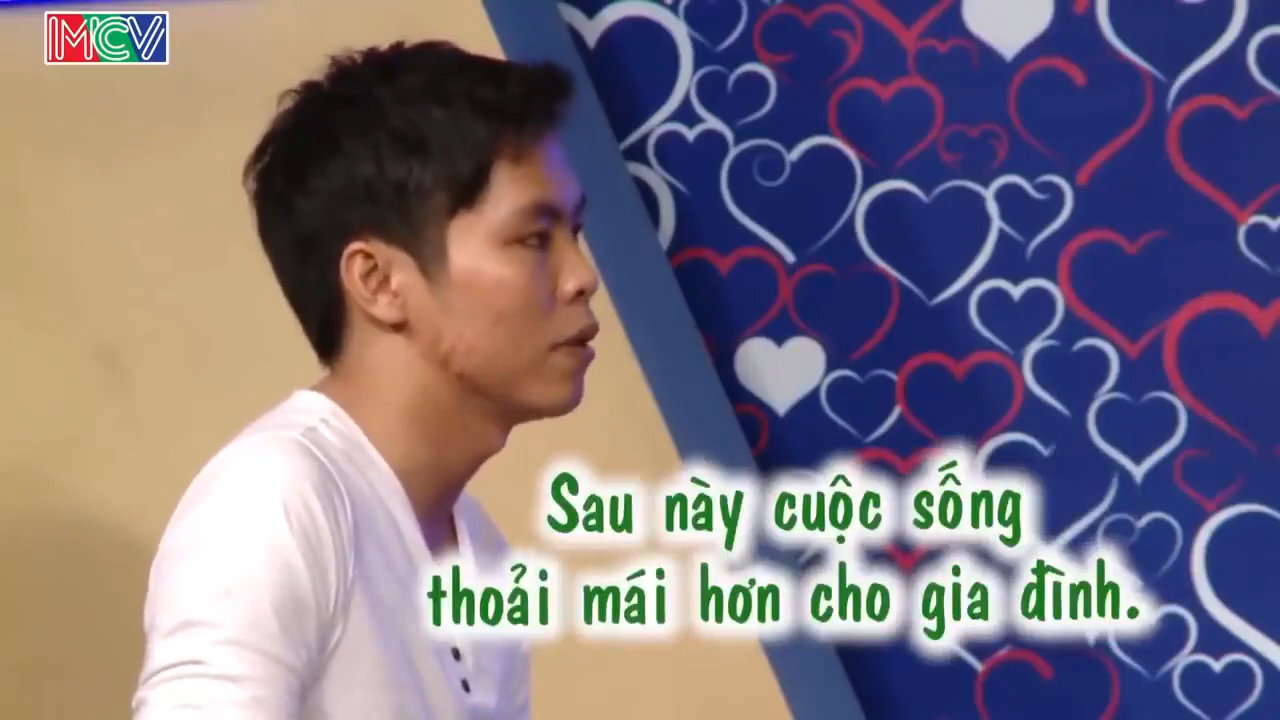 MCV
Sau này cuộc sống
thoải mái hơn cho gia đình.